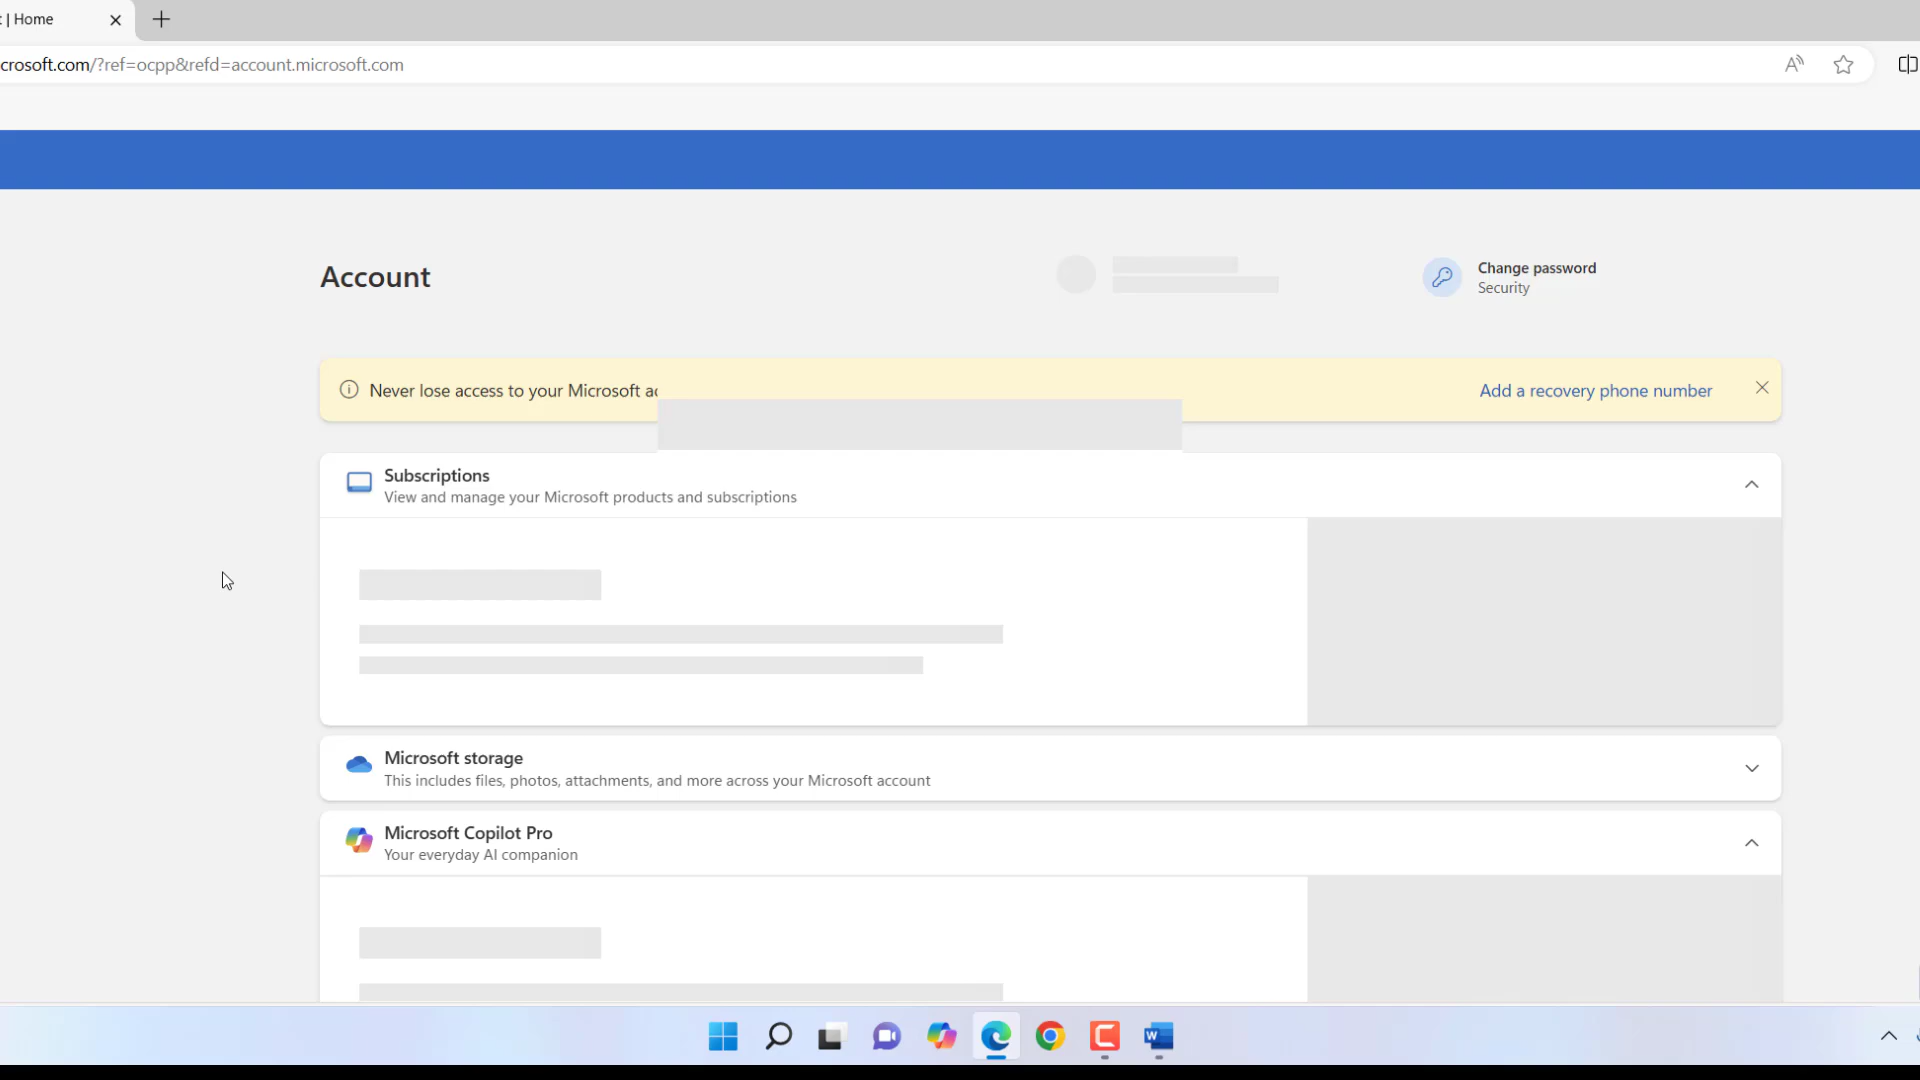 | Home
crosoft.com/?ref=ocpp&refd=account.microsoft.com
Account
Change password
Security
Never lose access to your Microsoft
Add a recovery phone number
Subscriptions
View and manage your Microsoft products and subscriptions
Microsoft storage
This includes files, photos, attachments, and more across your Microsoft account
Microsoft Copilot Pro
Your everyday AI companion